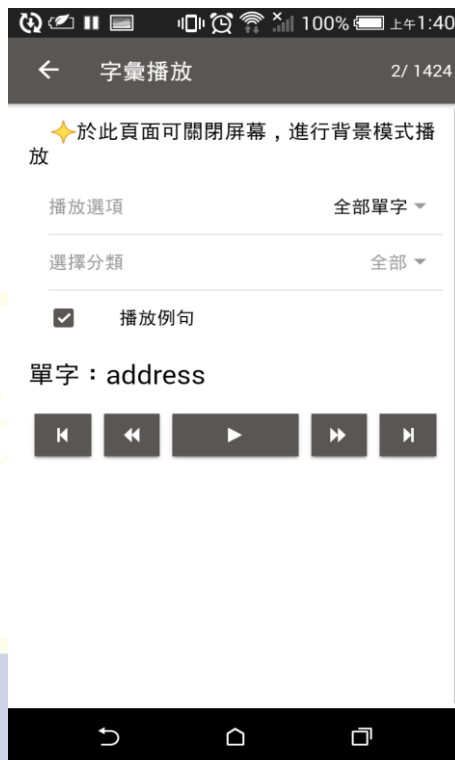 100% 上午1:40
字彙播放 2/ 1424
於此頁面可關閉屏幕，進行背景模式播
放
播放選項 全部單字
選擇分類 全部
播放例句
單字：address